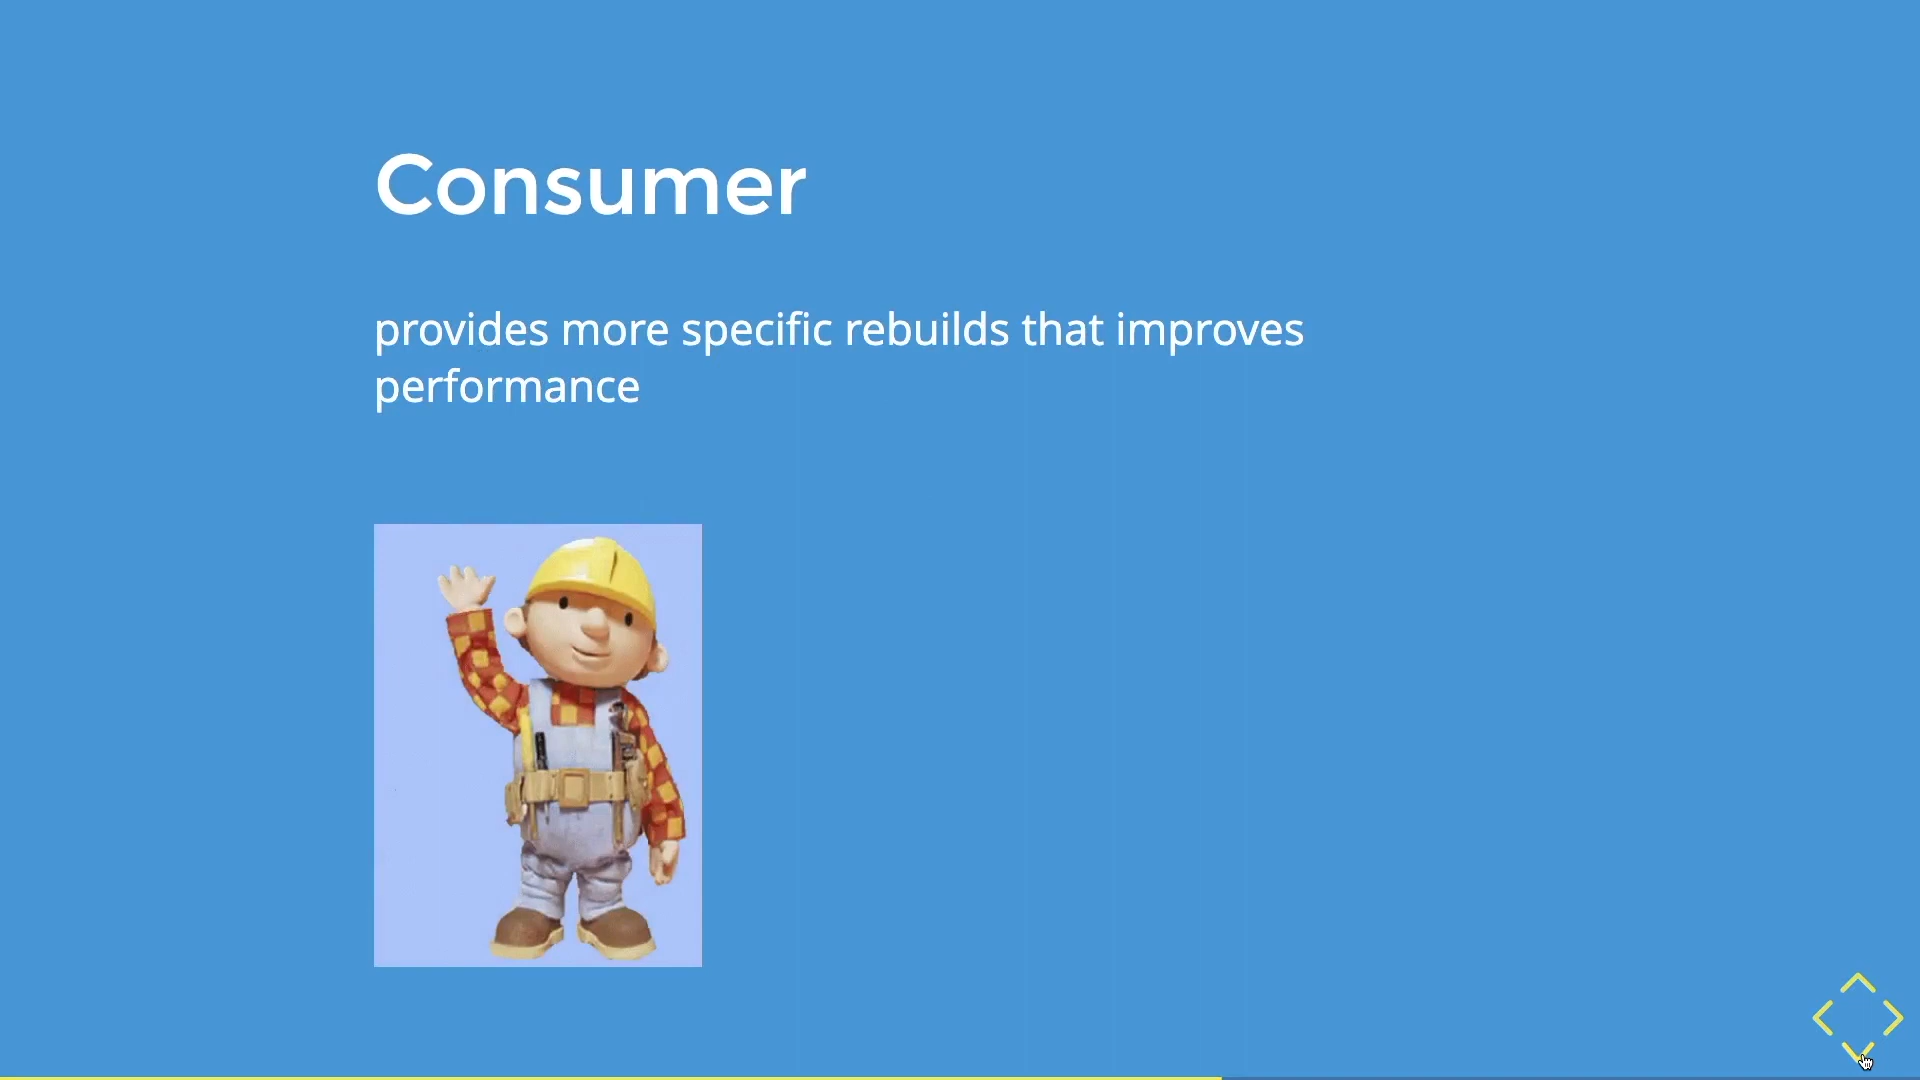 Consumer
provides more specific rebuilds that improves
performance